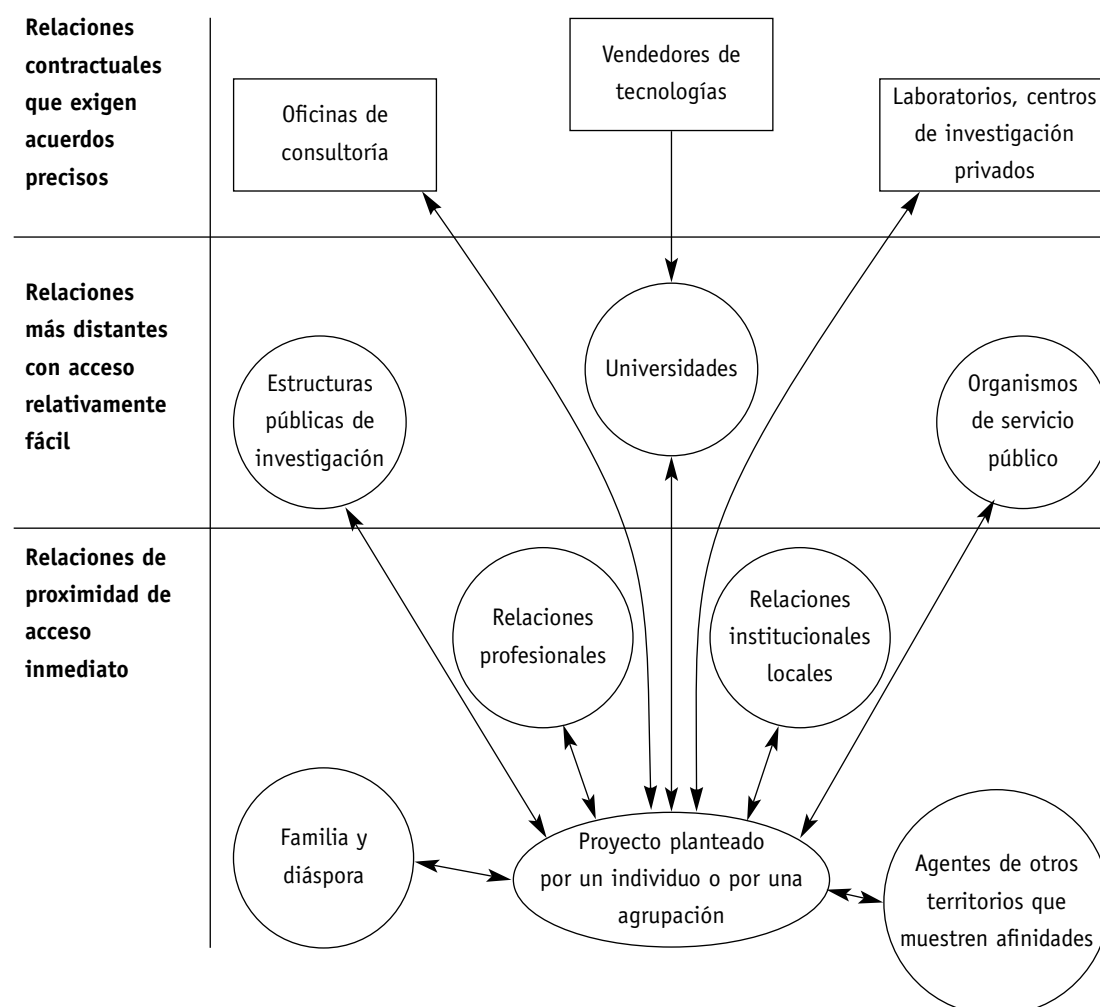 Relaciones
contractuales
que exigen
acuerdos
precisos
Oficinas de
consultoría
Vendedores de
tecnologías
Laboratorios, centros
de investigación
privados
Relaciones
más distantes
con acceso
relativamente
fácil
Estructuras
públicas de
investigación
Universidades
Organismos
de servicio
público
Relaciones de
proximidad de
acceso
inmediato
Relaciones
profesionales
Relaciones
institucionales
locales
Familia y
diáspora
Proyecto planteado
por un individuo o por una
agrupación
Agentes de otros
territorios que
muestren afinidades